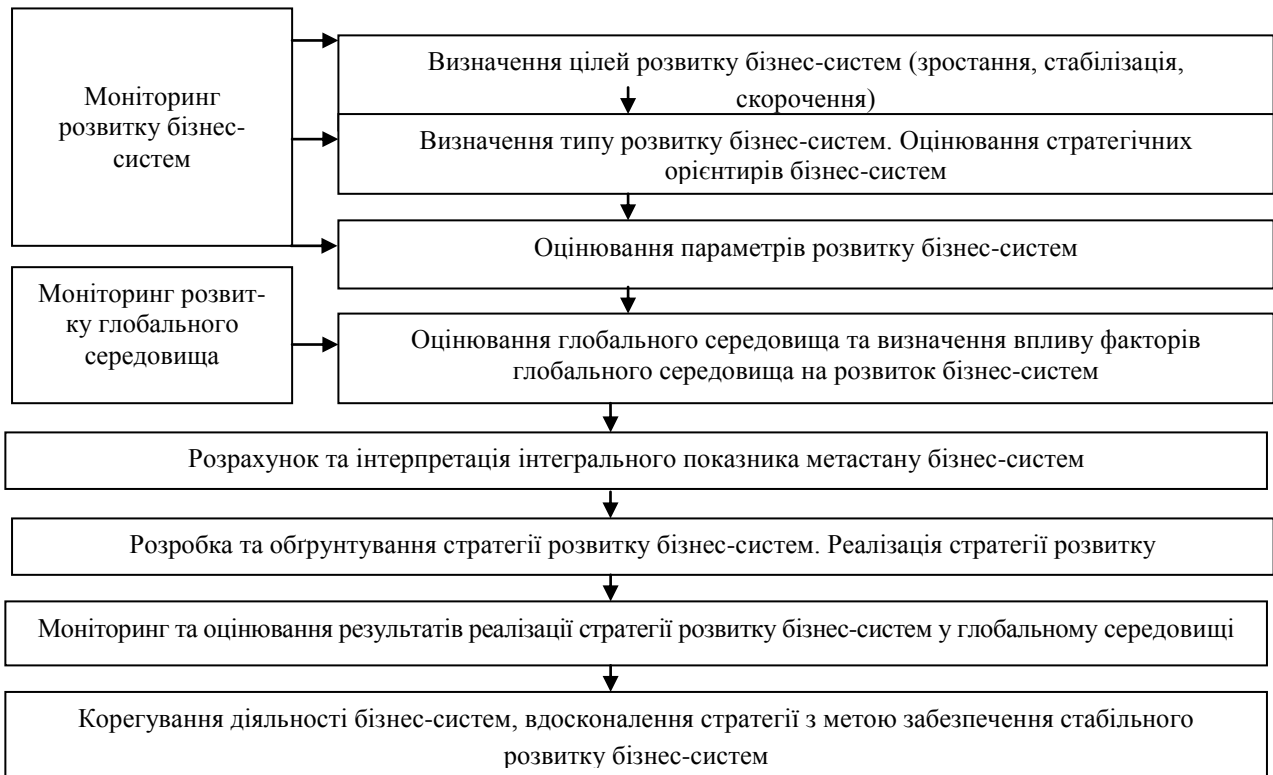 Моніторинг
розвитку бізнес-
систем
Визначення цілей розвитку бізнес-систем (зростання, стабілізація,
скорочення)
Визначення типу розвитку бізнес-систем. Оцінювання стратегічних
орієнтирів бізнес-систем
Оцінювання параметрів розвитку бізнес-систем
Моніторинг розвит-
ку глобального
середовища
Оцінювання глобального середовища та визначення впливу факторів
глобального середовища на розвиток бізнес-систем
Розрахунок та інтерпретація інтегрального показника метастану бізнес-систем
Розробка та обґрунтування стратегії розвитку бізнес-систем. Реалізація стратегії розвитку
Моніторинг та оцінювання результатів реалізації стратегії розвитку бізнес-систем у глобальному середовищі
Корегування діяльності бізнес-систем, вдосконалення стратегії з метою забезпечення стабільного
розвитку бізнес-систем